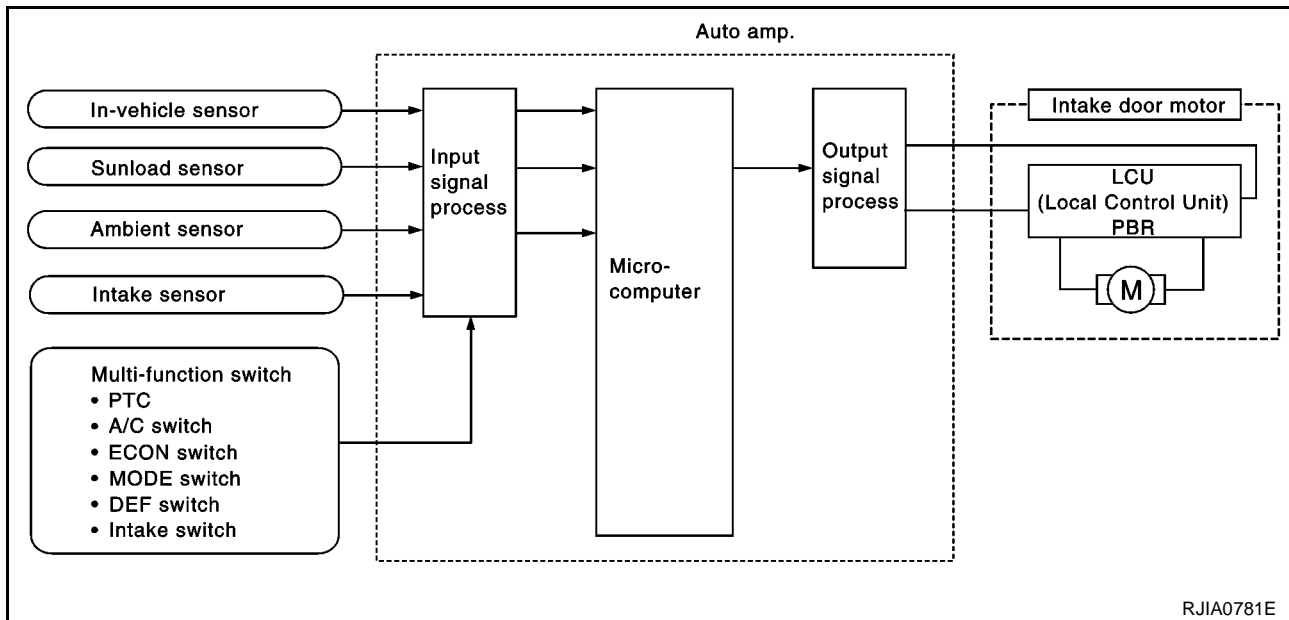 Auto amp.
In-vehicle sensor
Sunload sensor
Ambient sensor
Intake sensor
Multi-function switch
• PTC
• A/C switch
• ECON switch
• MODE switch
• DEF switch
• Intake switch
Input
signal
process
Micro-
computer
Output
signal
process
Intake door motor
LCU
(Local Control Unit)
PBR
M
RJIA0781E